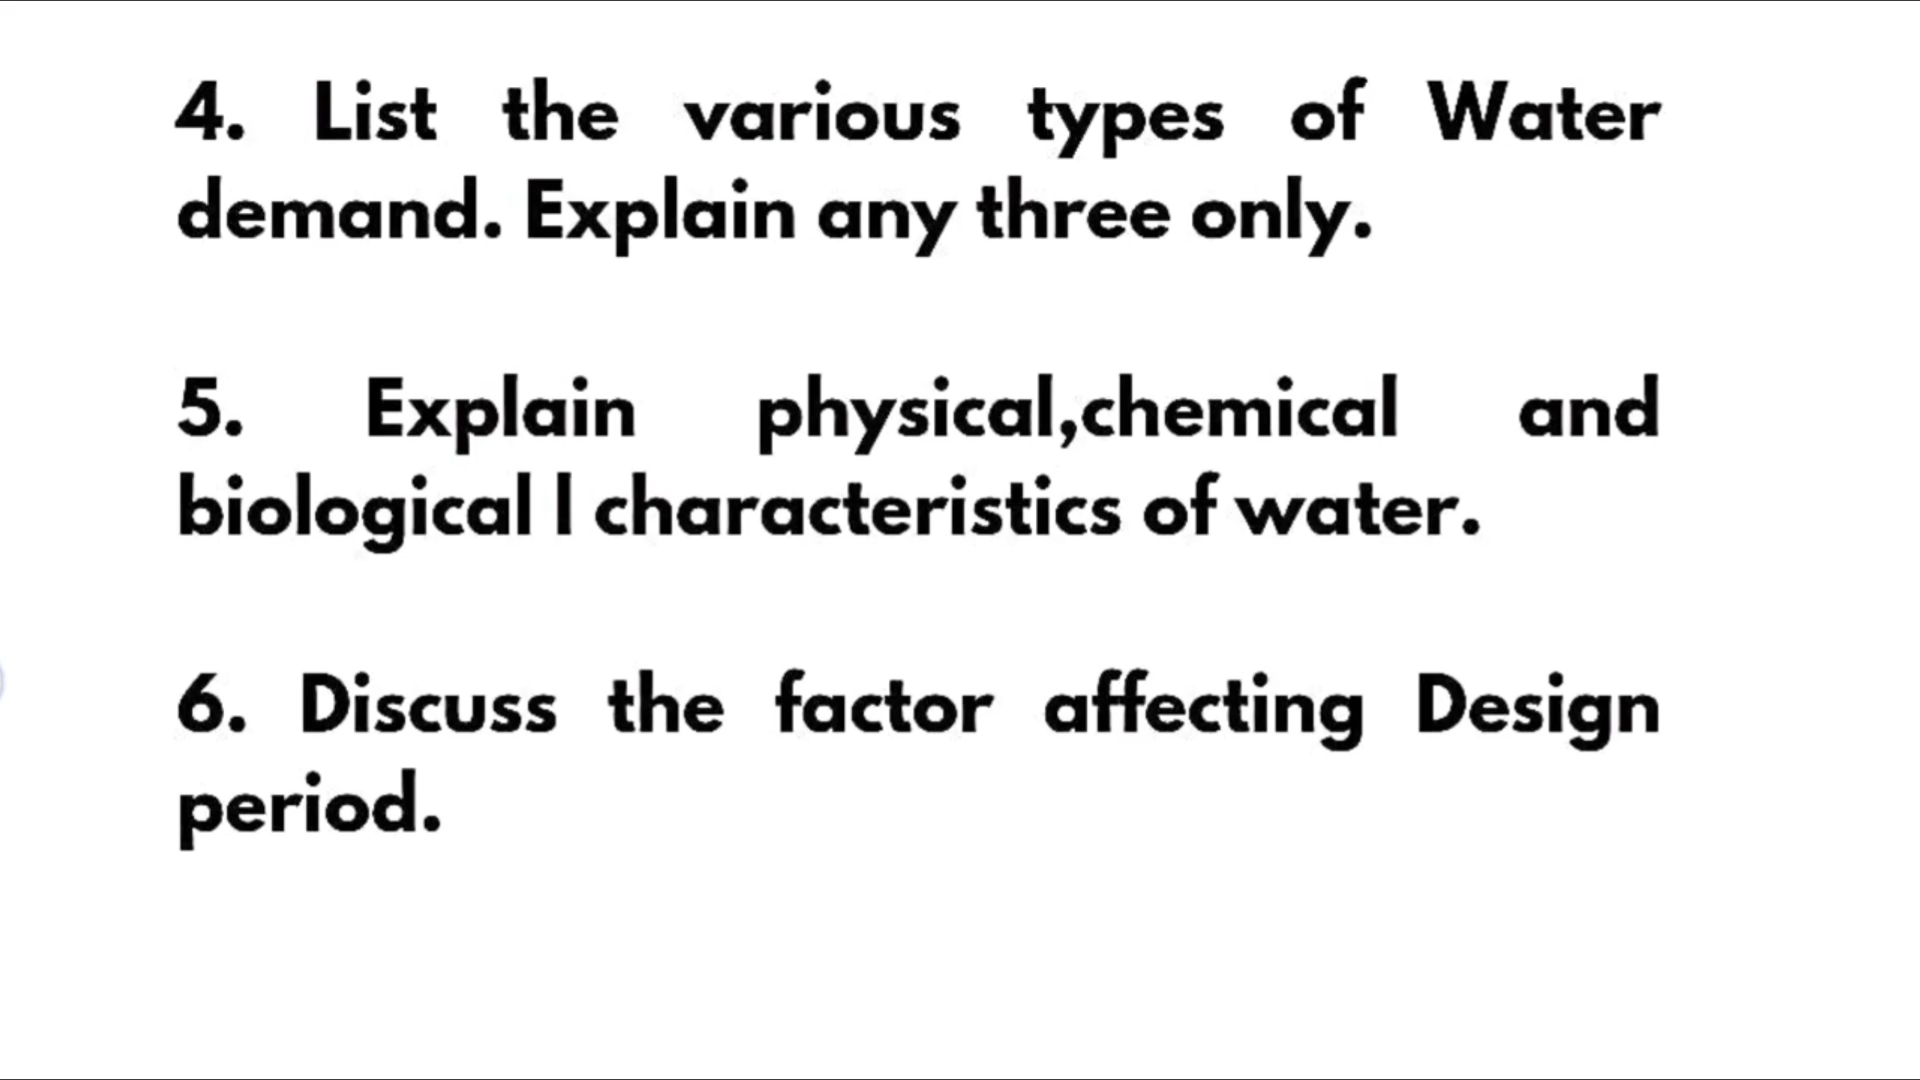 4. List the various types of Water
demand. Explain any three only.
5. Explain physical,chemical and
biological l characteristics of water.
6. Discuss the factor affecting Design
period.